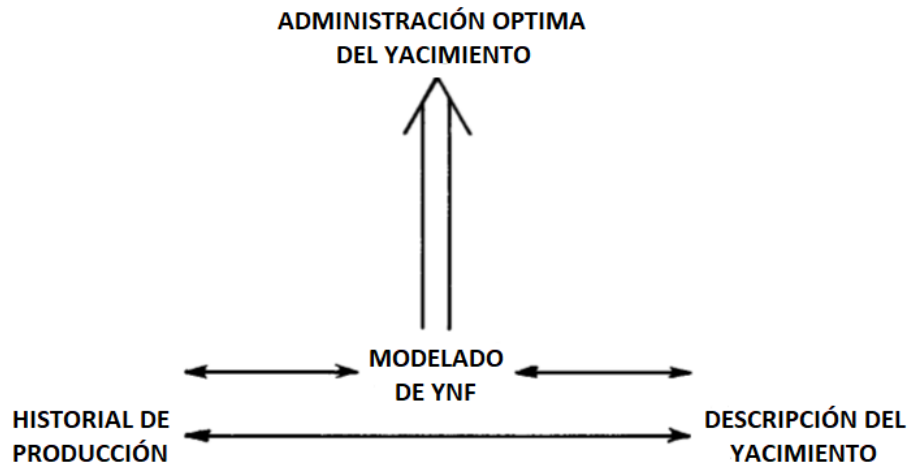 ADMINISTRACIÓN OPTIMA
DEL YACIMIENTO
MODELADO
DE YNF
HISTORIAL DE
PRODUCCIÓN
DESCRIPCIÓN DEL
YACIMIENTO